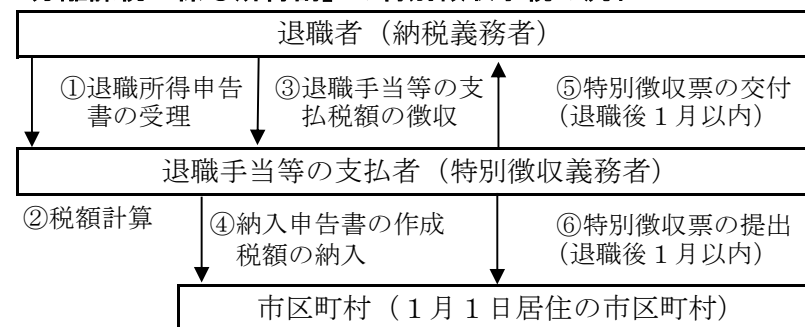 退職者（納税義務者）
①退職所得申告
書の受理
③退職手当等の支
払税額の徴収
⑤特別徴収票の交付
（退職後１月以内）
退職手当等の支払者（特別徴収義務者）
②税額計算
④納入申告書の作成
税額の納入
⑥特別徴収票の提出
（退職後１月以内）
市区町村（１月１日居住の市区町村）